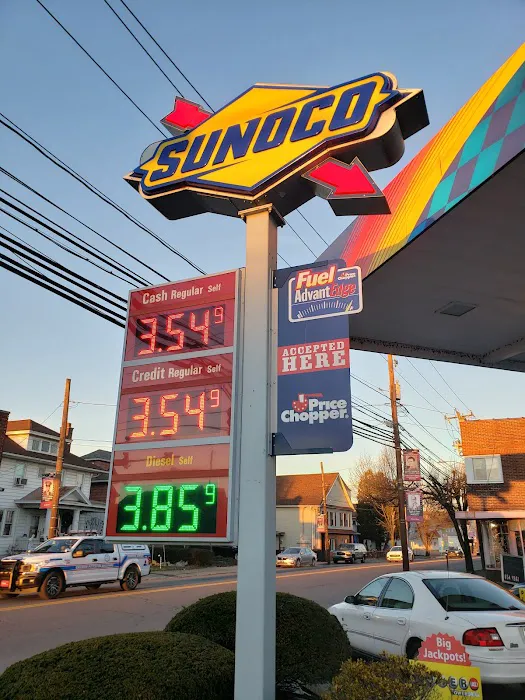 SUNOCO
Cash Regular Self
3.54 9
Credit Regular Self
3.54 9
Diesel Self
3.85 9
Fuel
AdvantEdge
ACCEPTED
HERE
Price
Chopper
Big
Jackpots!